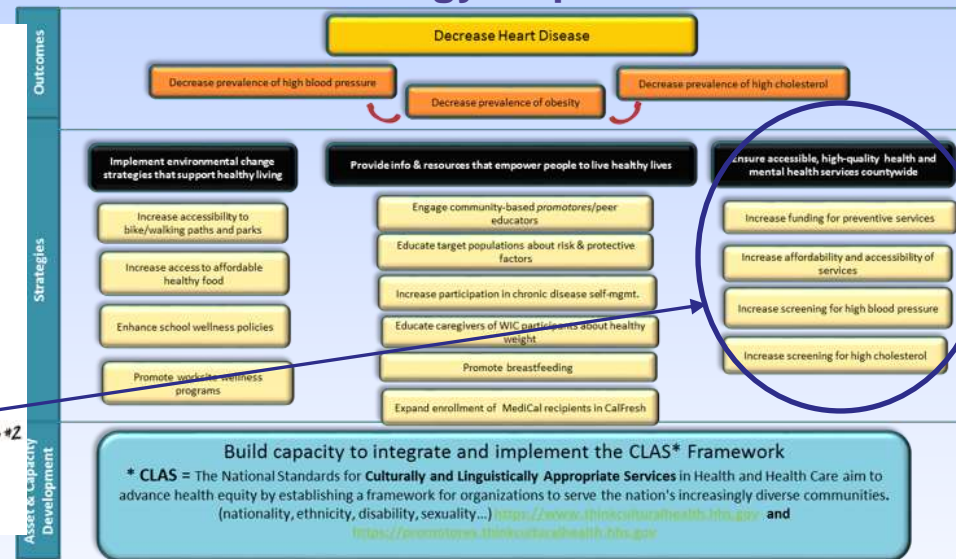 Outcomes
Decrease Heart Disease
Decrease prevalence of high blood pressure
Decrease prevalence of obesity
Decrease prevalence of high cholesterol
Strategies
Implement environmental change
strategies that support healthy living
Increase accessibility to
bike/walking paths and parks
Increase access to affordable
healthy food
Enhance school wellness policies
Promote worksite wellness
programs
Provide info & resources that empower people to live healthy lives
Engage community-based promotores/peer
educators
Educate target populations about risk & protective
factors
Increase participation in chronic disease self-mgmt.
Educate caregivers of WIC participants about healthy
weight
Promote breastfeeding
Expand enrollment of MediCal recipients in CalFresh
Ensure accessible, high-quality health and
mental health services countywide
Increase funding for preventive services
Increase affordability and accessibility of
services
Increase screening for high blood pressure
Increase screening for high cholesterol
#2
Asset & Capacity
Development
Build capacity to integrate and implement the CLAS* Framework
* CLAS = The National Standards for Culturally and Linguistically Appropriate Services in Health and Health Care aim to
advance health equity by establishing a framework for organizations to serve the nation's increasingly diverse communities.
(nationality, ethnicity, disability, sexuality...) https://www.thinkculturalhealth.hhs.gov and
https://promotores.thinkculturalhealth.hhs.gov